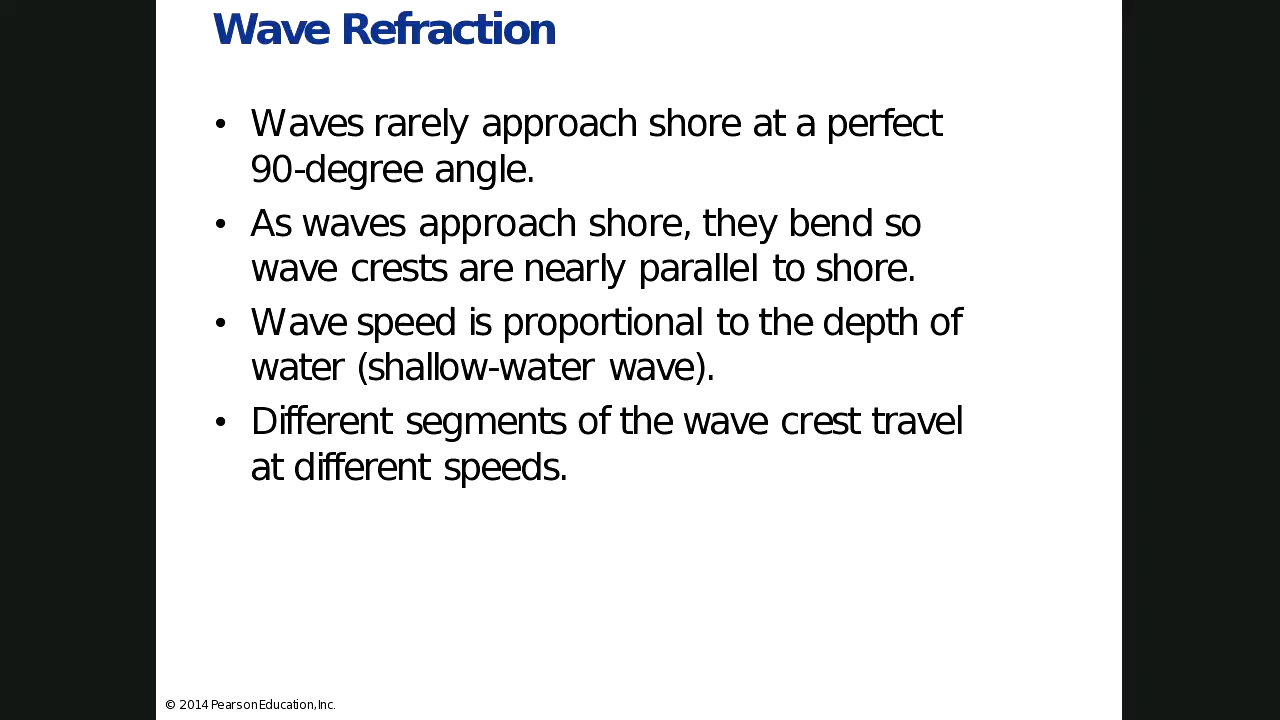 Wave Refraction
• Waves rarely approach shore at a perfect
90-degree angle.
• As waves approach shore, they bend so
wave crests are nearly parallel to shore.
• Wave speed is proportional to the depth of
water (shallow-water wave).
• Different segments of the wave crest travel
at different speeds.
© 2014 Pearson Education, Inc.